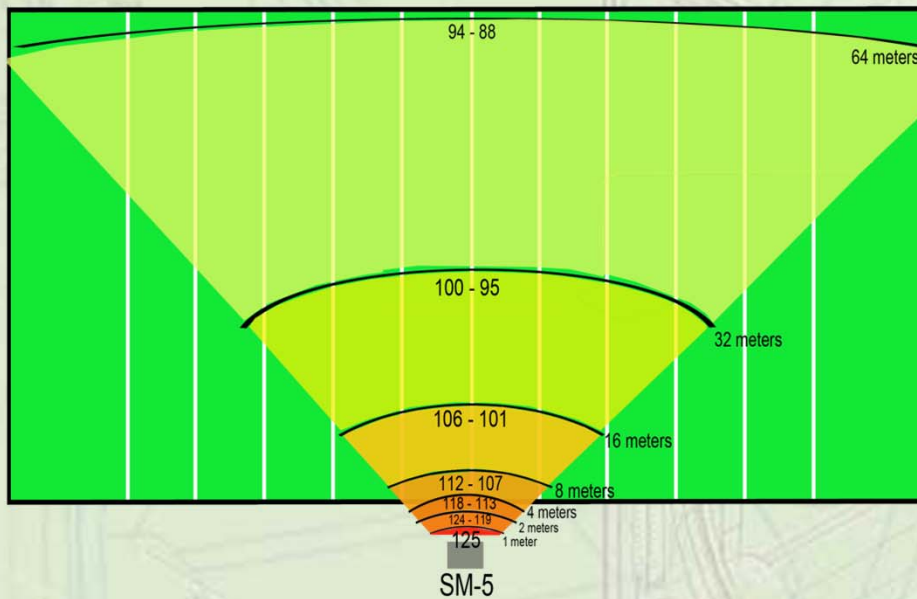 94 - 88
64 meters
100 - 95
32 meters
106 - 101
16 meters
112 - 107
8 meters
118 - 113
4 meters
124 - 119
2 meters
125
1 meter
SM-5